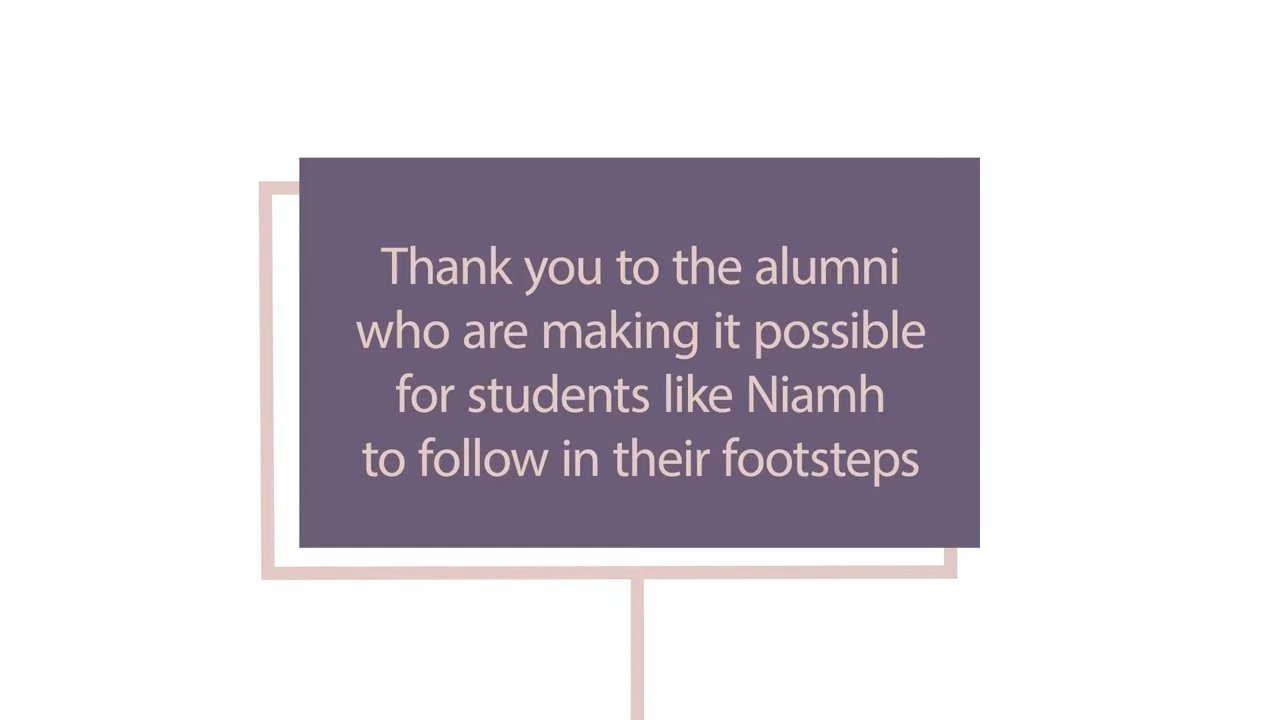 Thank you to the alumni
who are making it possible
for students like Niamh
to follow in their footsteps